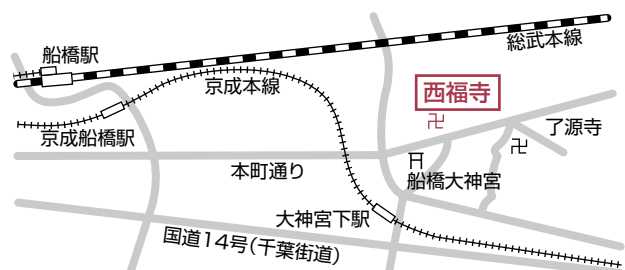 船橋駅
総武本線
京成本線
西福寺
京成船橋駅
了源寺
本町通り
船橋大神宮
大神宮下駅
国道14号(千葉街道)